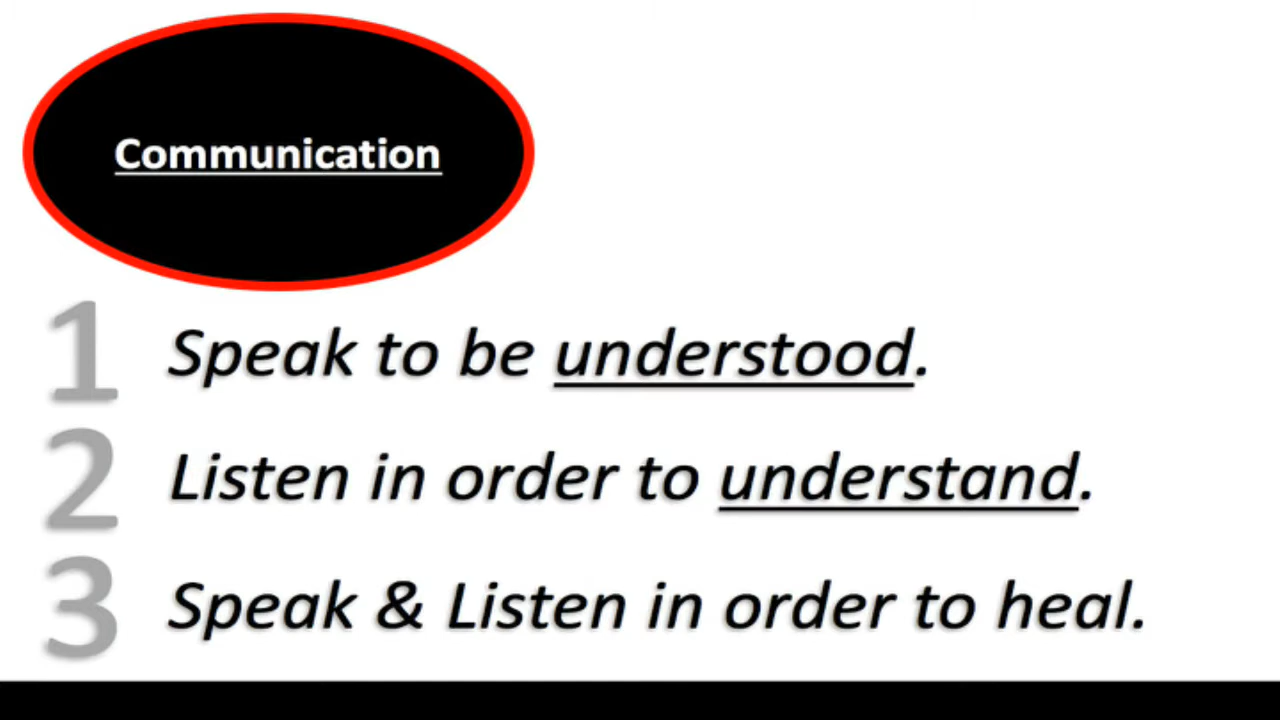 Communication
1 Speak to be understood.
2 Listen in order to understand.
3 Speak & Listen in order to heal.